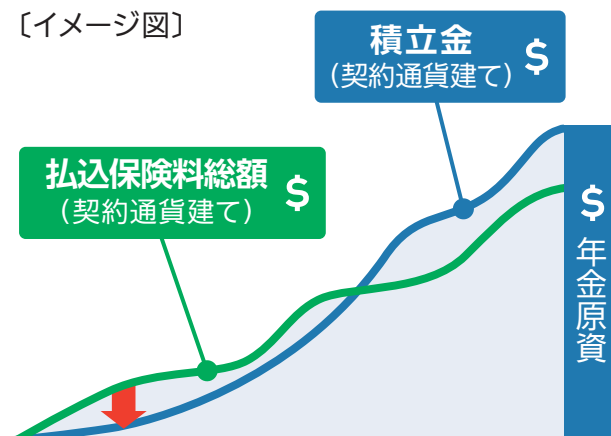 〔イメージ図〕
積立金
（契約通貨建て）
$
払込保険料総額
（契約通貨建て）
$
$
年金原資